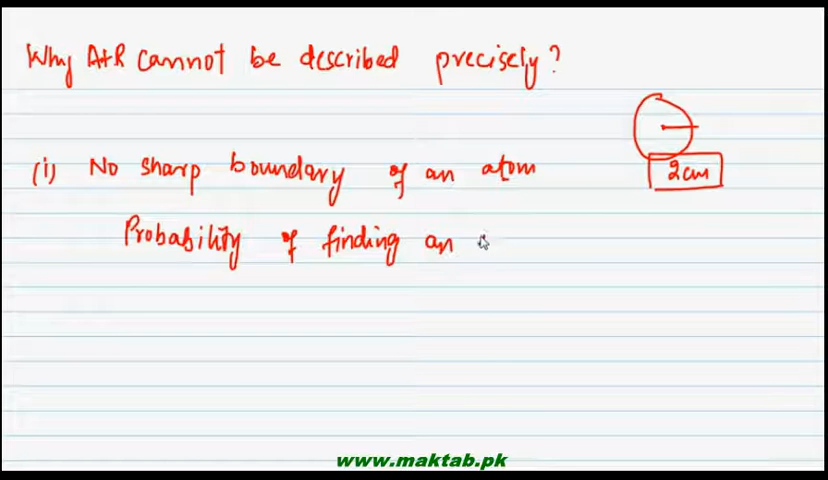 Why A+R cannot be described precisely?
(i) No sharp boundary of an atom
2cm
Probability of finding an
www.maktab.pk